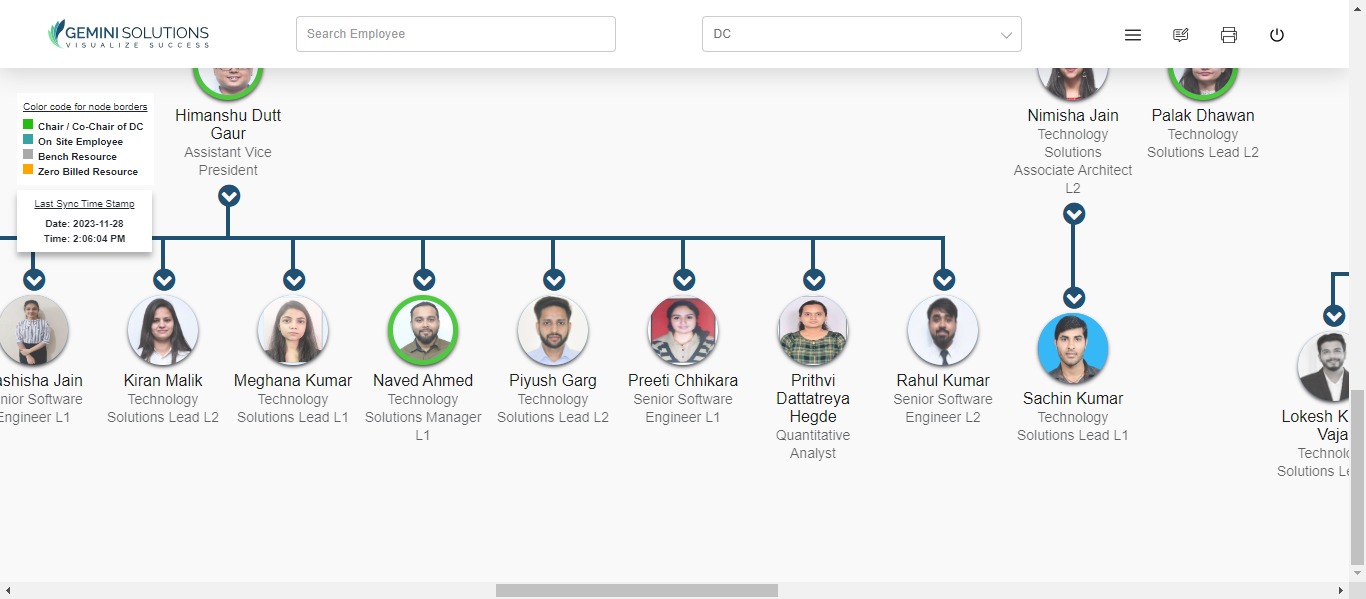 GEMINI SOLUTIONS
VISUALIZE SUCCESS
Search Employee
DC
Color code for node borders
Chair / Co-Chair of DC
On Site Employee
Bench Resource
Zero Billed Resource
Last Sync Time Stamp
Date: 2023-11-28
Time: 2:06:04 PM
Himanshu Dutt
Gaur
Assistant Vice
President
Nimisha Jain
Technology
Solutions
Associate Architect
L2
Palak Dhawan
Technology
Solutions Lead L2
ashisha Jain
nior Software
Engineer L1
Kiran Malik
Technology
Solutions Lead L2
Meghana Kumar
Technology
Solutions Lead L1
Naved Ahmed
Technology
Solutions Manager
L1
Piyush Garg
Technology
Solutions Lead L2
Preeti Chhikara
Senior Software
Engineer L1
Prithvi
Dattatreya
Hegde
Quantitative
Analyst
Rahul Kumar
Senior Software
Engineer L2
Sachin Kumar
Technology
Solutions Lead L1
Lokesh K
Vaja
Technolo
Solutions Le